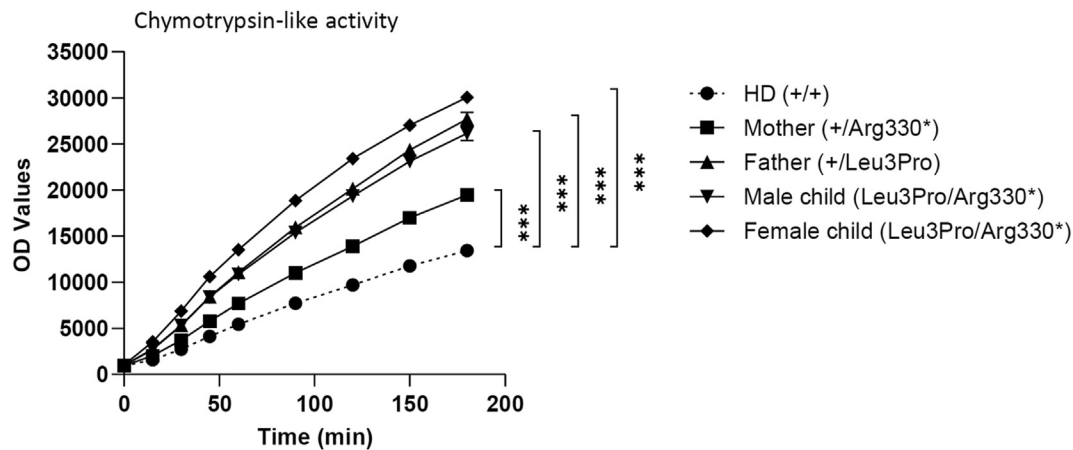 Chymotrypsin-like activity
35000
30000
25000
20000
15000
10000
5000
0
OD Values
0 50 100 150 200
Time (min)
***
***
***
***
HD (+/+)
Mother (+/Arg330*)
Father (+/Leu3Pro)
Male child (Leu3Pro/Arg330*)
Female child (Leu3Pro/Arg330*)